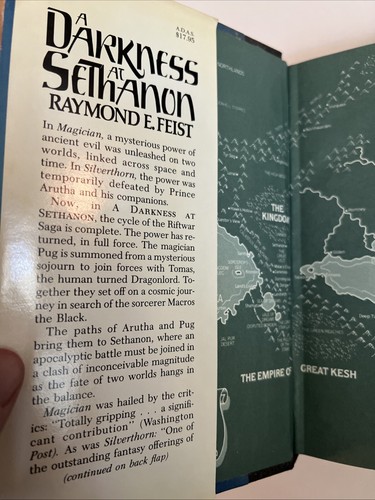 A
DARKNESS
AT
SETHANON
RAYMOND E. FEIST
ADAS
$17.95
In Magician, a mysterious power of
ancient evil was unleashed on two
worlds, linked across space and
time. In Silverthorn, the power was
temporarily defeated by Prince
Arutha and his companions.
Now, in A DARKNESS AT
SETHANON, the cycle of the Riftwar
Saga is complete. The power has re-
turned, in full force. The magician
Pug is summoned from a mysterious
sojourn to join forces with Tomas,
the human turned Dragonlord. To-
gether they set off on a cosmic jour-
ney in search of the sorcerer Macros
the Black.
The paths of Arutha and Pug
bring them to Sethanon, where an
apocalyptic battle must be joined in
a clash of inconceivable magnitude
as the fate of two worlds hangs in
the balance.
Magician was hailed by the crit-
ics: "Totally gripping . . . a signifi-
cant contribution" (Washington
Post). As was Silverthorn: "One of
the outstanding fantasy offerings of
(continued on back flap)
THE
KINGDOM
THE EMPIRE OF GREAT KESH